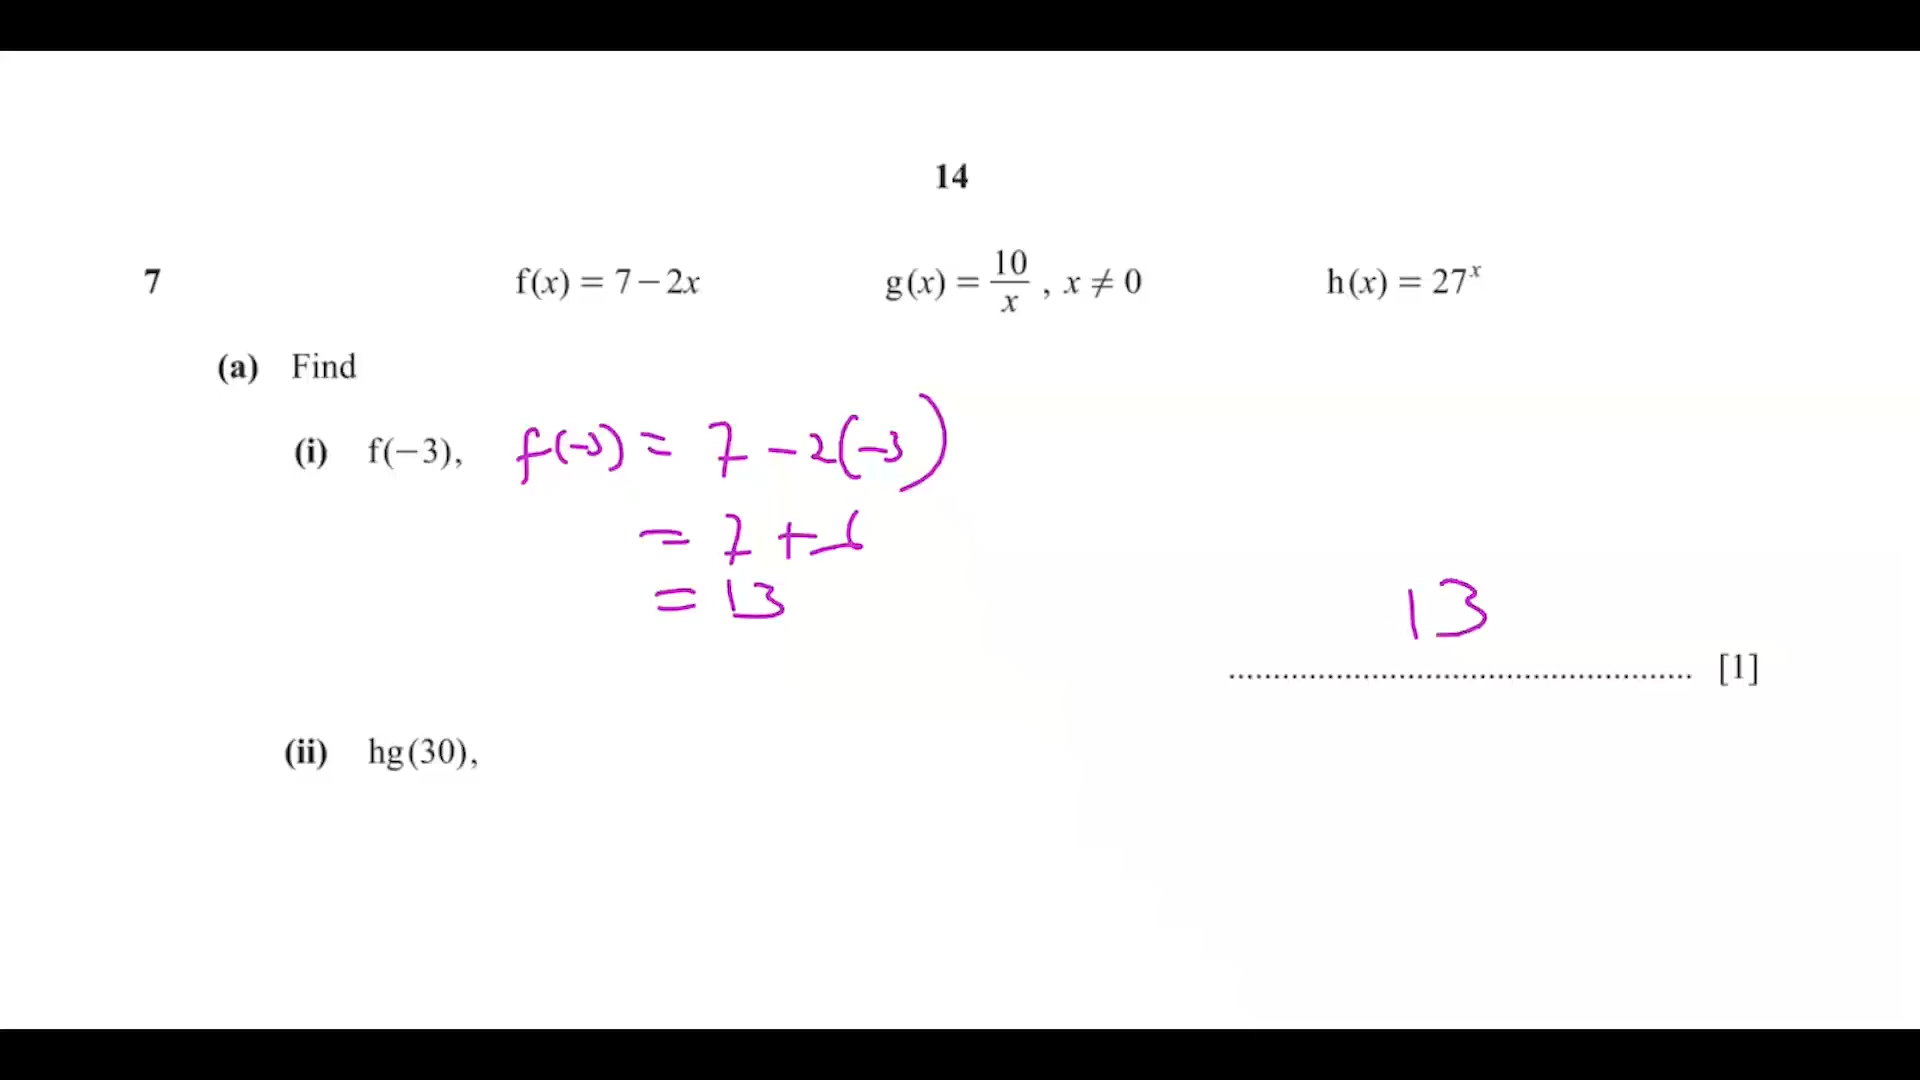 14
7 f(x) = 7 − 2x g(x) = 10/x , x ≠ 0 h(x) = 27^x
(a) Find
(i) f(−3), f(-3) = 7 - 2(-3)
= 7 + 6
= 13
13
.................................................. [1]
(ii) hg(30),